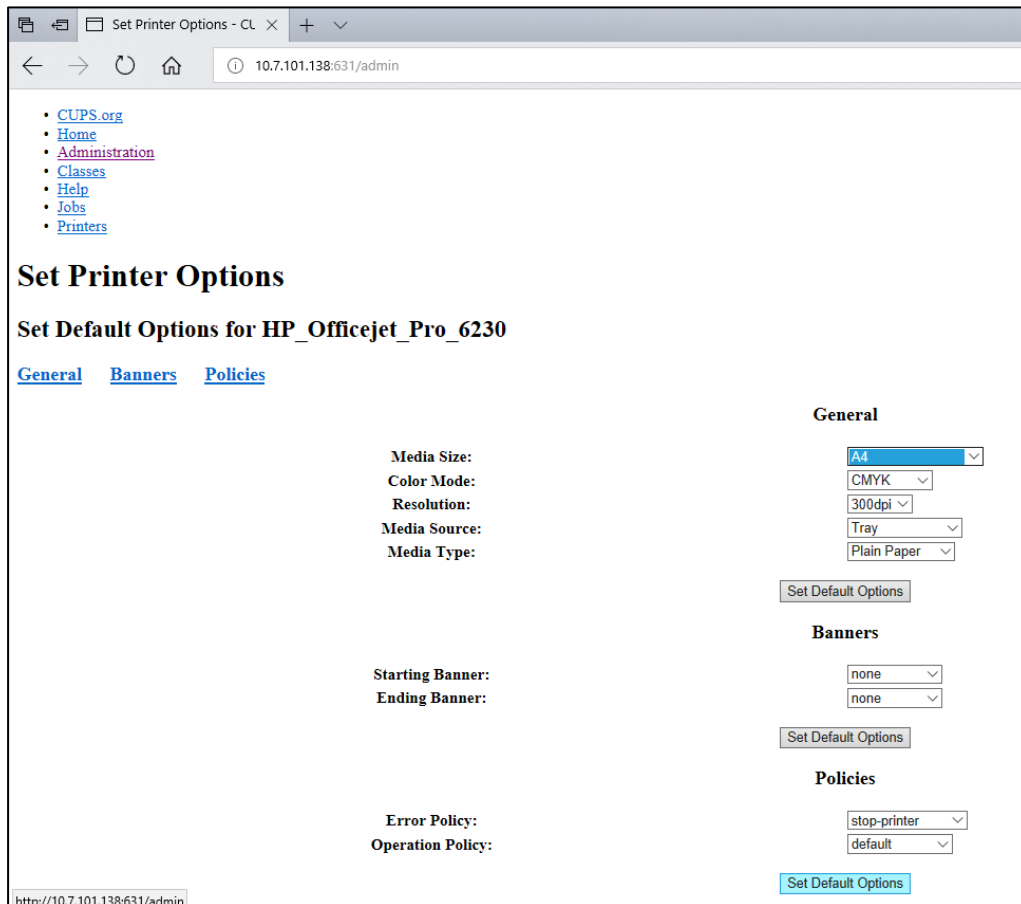 Set Printer Options - CU
10.7.101.138:631/admin
CUPS.org
Home
Administration
Classes
Help
Jobs
Printers
Set Printer Options
Set Default Options for HP_Officejet_Pro_6230
General Banners Policies
General
Media Size: A4
Color Mode: CMYK
Resolution: 300dpi
Media Source: Tray
Media Type: Plain Paper
Set Default Options
Banners
Starting Banner: none
Ending Banner: none
Set Default Options
Policies
Error Policy: stop-printer
Operation Policy: default
Set Default Options
http://10.7.101.138:631/admin